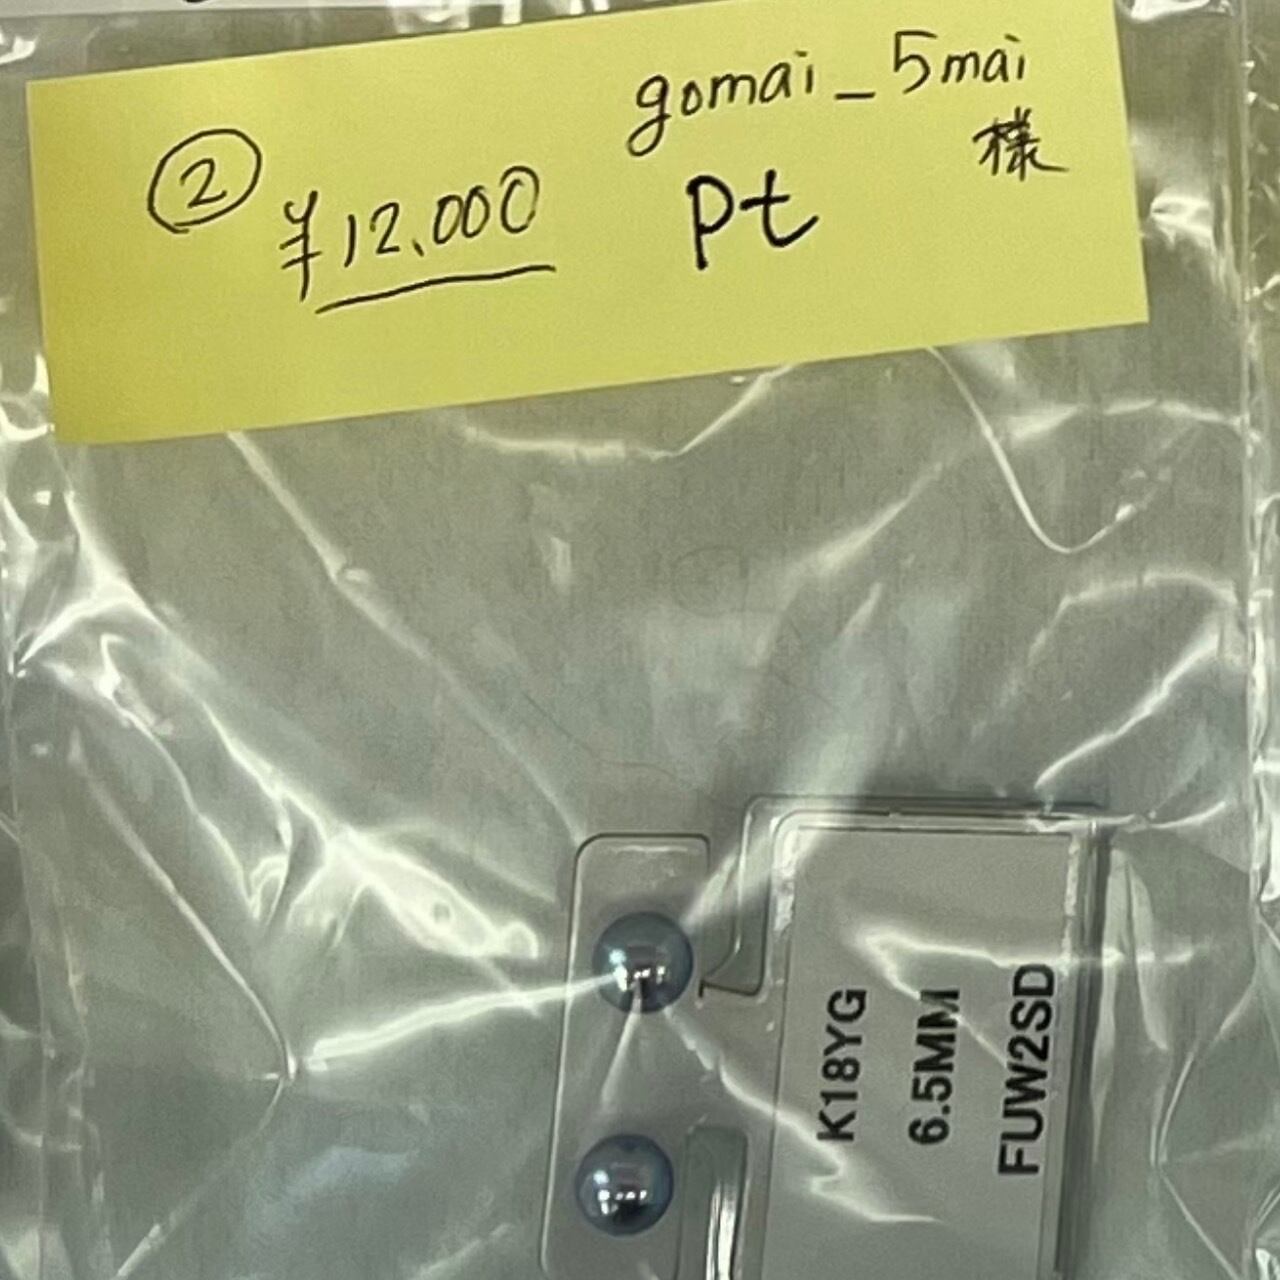 gomai_5mai
様
② ¥12,000 pt
K18YG
6.5MM
FUW2SD